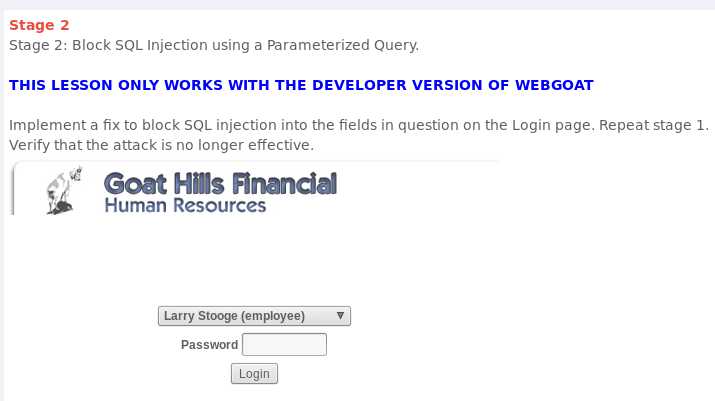 Stage 2
Stage 2: Block SQL Injection using a Parameterized Query.
THIS LESSON ONLY WORKS WITH THE DEVELOPER VERSION OF WEBGOAT
Implement a fix to block SQL injection into the fields in question on the Login page. Repeat stage 1.
Verify that the attack is no longer effective.
Goat Hills Financial
Human Resources
Larry Stooge (employee)
Password
Login